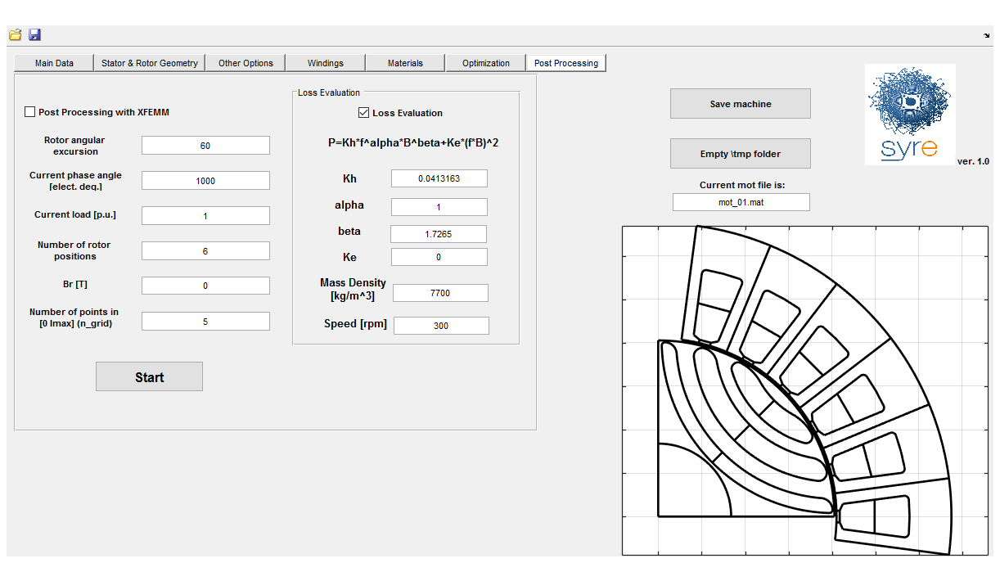 Main Data
Stator & Rotor Geometry
Other Options
Windings
Materials
Optimization
Post Processing
Post Processing with XFEMM
Rotor angular
excursion
60
Current phase angle
[elect. deg.]
1000
Current load [p.u.]
1
Number of rotor
positions
6
Br [T]
0
Number of points in
[0 Imax] (n_grid)
5
Start
Loss Evaluation
Loss Evaluation
P=Kh*f^alpha*B^beta+Ke*(f*B)^2
Kh
0.0413163
alpha
1
beta
1.7265
Ke
0
Mass Density
[kg/m^3]
7700
Speed [rpm]
300
Save machine
Empty \tmp folder
Current mot file is:
mot_01.mat
syre
ver. 1.0